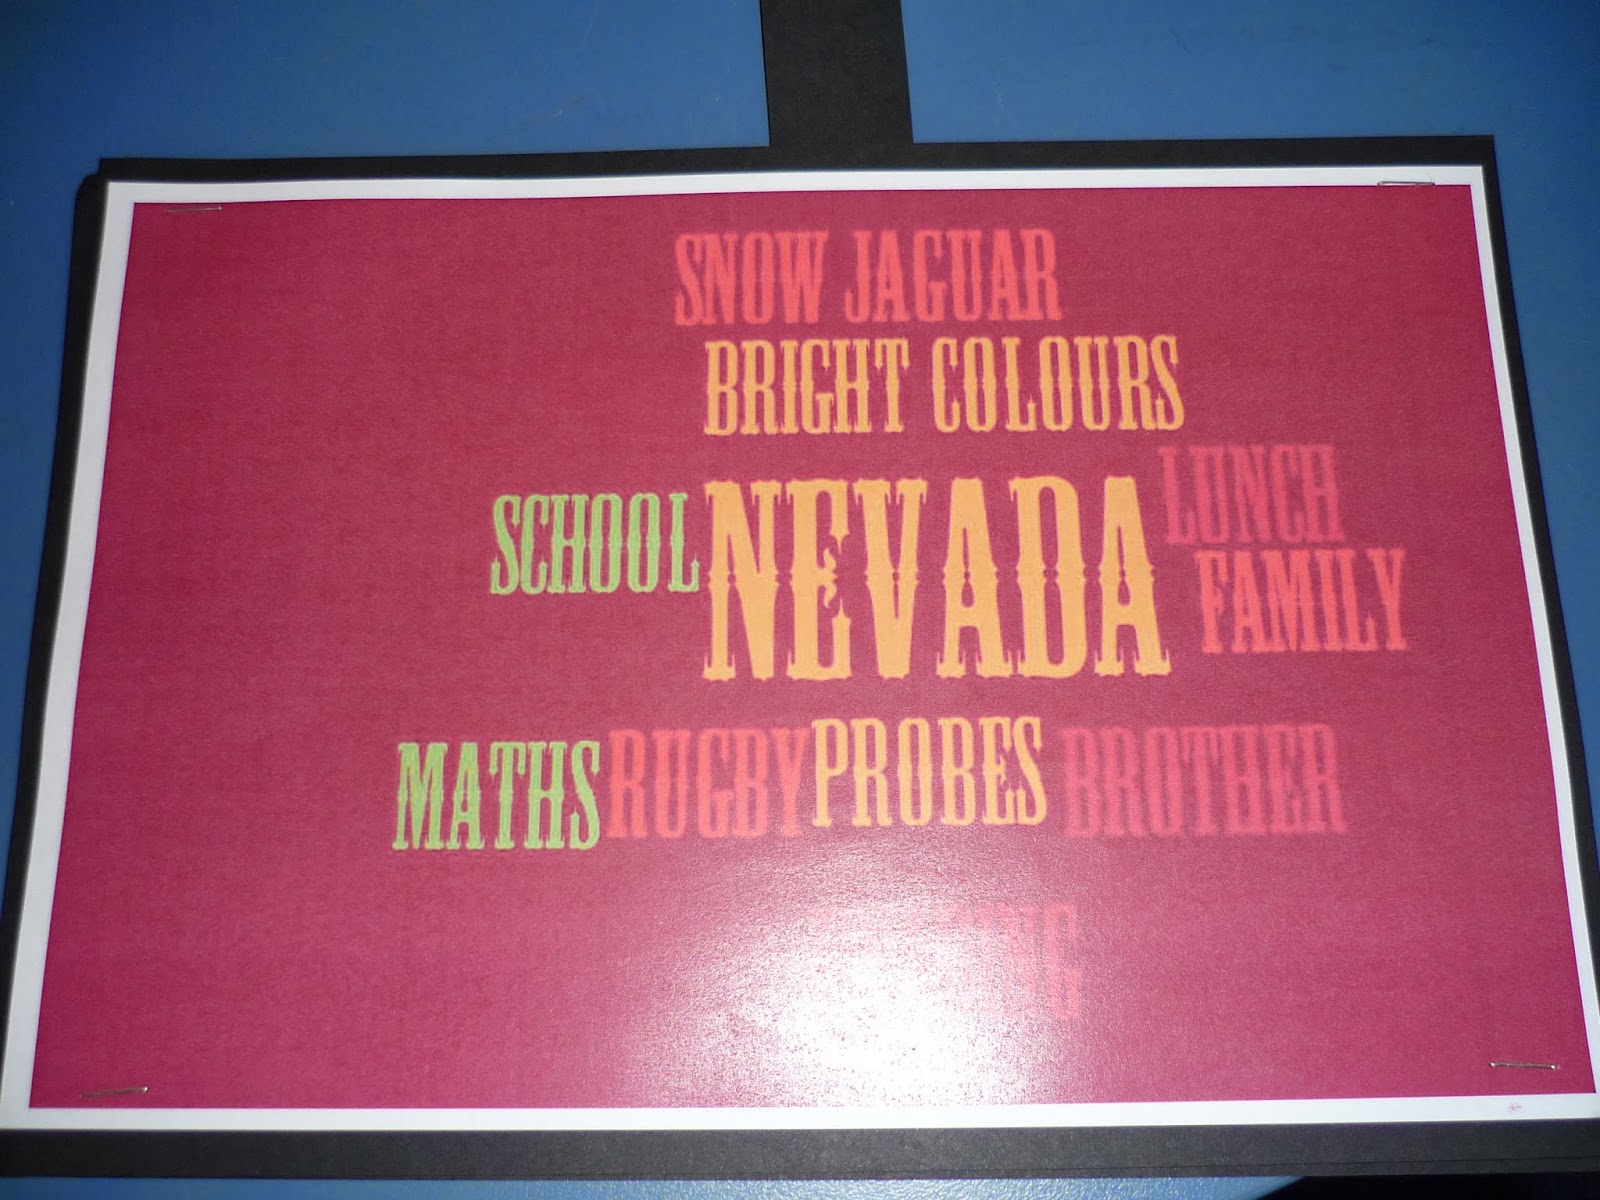 SNOW JAGUAR
BRIGHT COLOURS
LUNCH
SCHOOL NEVADA
FAMILY
MATHS RUGBY PROBES BROTHER